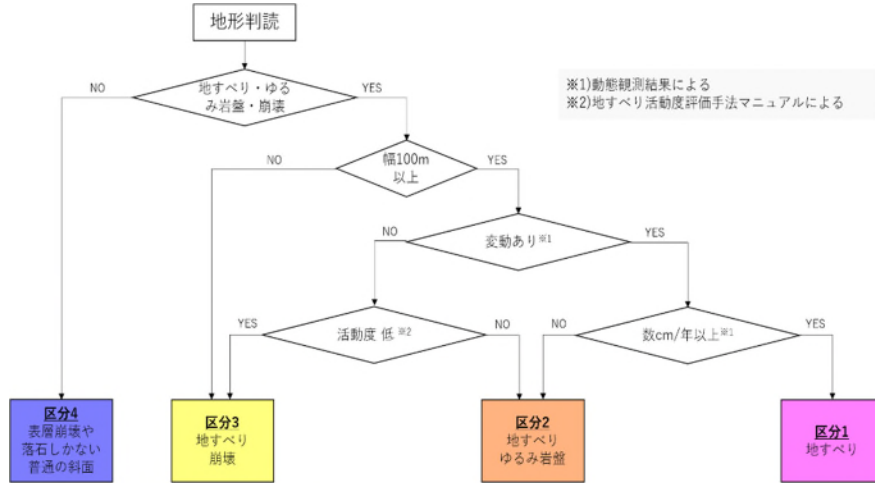 地形判読
NO
地すべり・ゆる
み岩盤・崩壊
YES
※1)動態観測結果による
※2)地すべり活動度評価手法マニュアルによる
NO
幅100m
以上
YES
NO
変動あり※1
YES
YES
活動度 低 ※2
NO
NO
数cm/年以上※1
YES
区分4
表層崩壊や
落石しかない
普通の斜面
区分3
地すべり
崩壊
区分2
地すべり
ゆるみ岩盤
区分1
地すべり